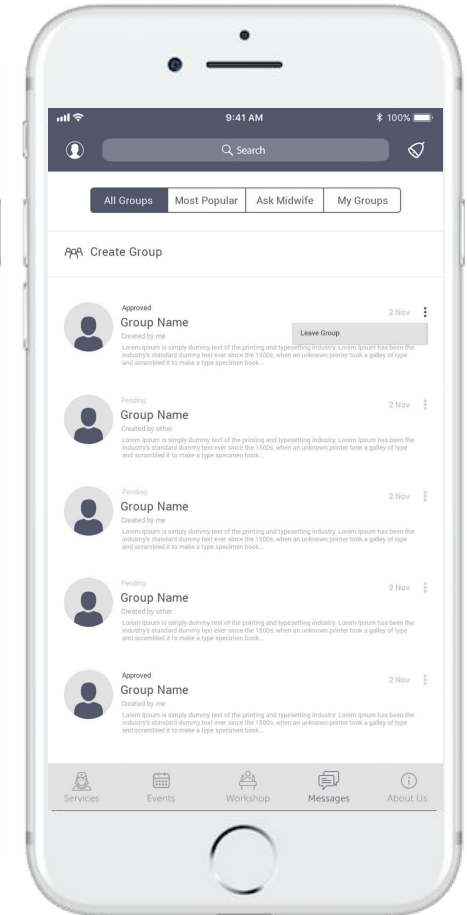 9:41 AM
100%
Search
All Groups Most Popular Ask Midwife My Groups
Create Group
Approved
2 Nov
Group Name
Leave Group
Created by me
Lorem Ipsum is simply dummy text of the printing and typesetting industry. Lorem Ipsum has been the
industry's standard dummy text ever since the 1500s, when an unknown printer took a galley of type
and scrambled it to make a type specimen book...
Pending
2 Nov
Group Name
Created by other
Lorem Ipsum is simply dummy text of the printing and typesetting industry. Lorem Ipsum has been the
industry's standard dummy text ever since the 1500s, when an unknown printer took a galley of type
and scrambled it to make a type specimen book...
Pending
2 Nov
Group Name
Created by me
Lorem Ipsum is simply dummy text of the printing and typesetting industry. Lorem Ipsum has been the
industry's standard dummy text ever since the 1500s, when an unknown printer took a galley of type
and scrambled it to make a type specimen book...
Pending
2 Nov
Group Name
Created by other
Lorem Ipsum is simply dummy text of the printing and typesetting industry. Lorem Ipsum has been the
industry's standard dummy text ever since the 1500s, when an unknown printer took a galley of type
and scrambled it to make a type specimen book...
Approved
2 Nov
Group Name
Created by me
Lorem Ipsum is simply dummy text of the printing and typesetting industry. Lorem Ipsum has been the
industry's standard dummy text ever since the 1500s, when an unknown printer took a galley of type
and scrambled it to make a type specimen book...
Services Events Workshop Messages About Us